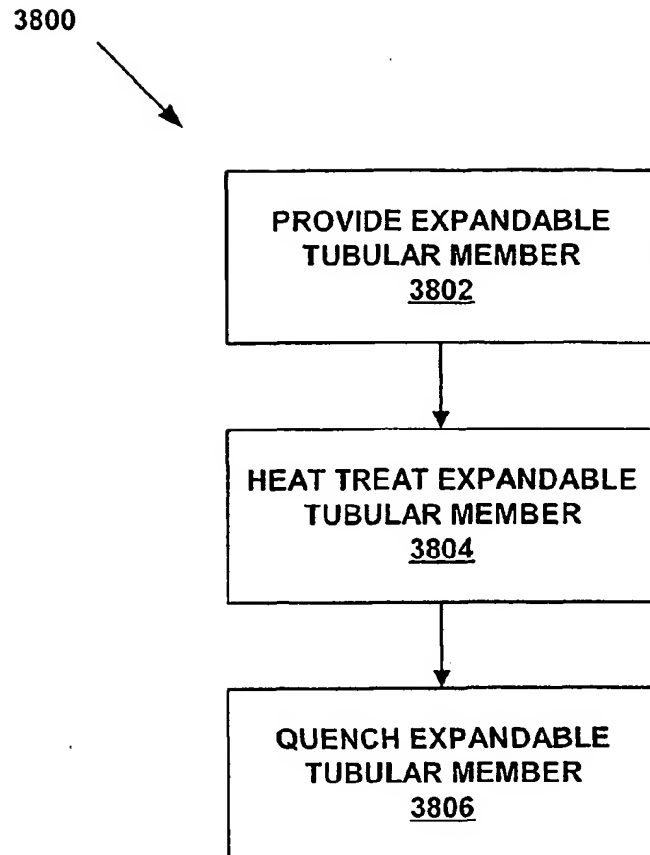 3800
PROVIDE EXPANDABLE
TUBULAR MEMBER
3802
HEAT TREAT EXPANDABLE
TUBULAR MEMBER
3804
QUENCH EXPANDABLE
TUBULAR MEMBER
3806